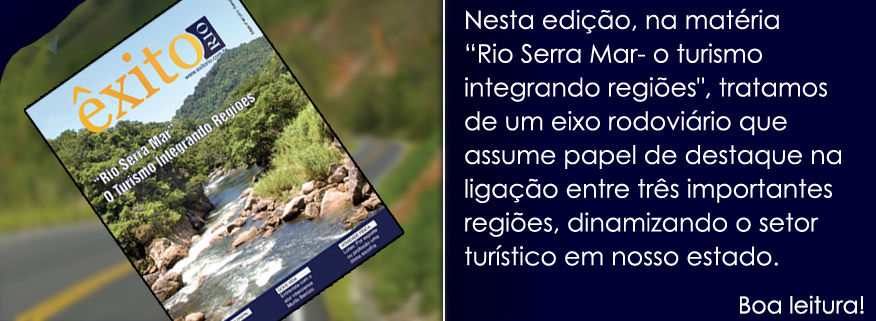 êxito
RIO
"Rio Serra Mar"
O Turismo Integrando Regiões
Nesta edição, na matéria
“Rio Serra Mar- o turismo
integrando regiões", tratamos
de um eixo rodoviário que
assume papel de destaque na
ligação entre três importantes
regiões, dinamizando o setor
turístico em nosso estado.
Boa leitura!